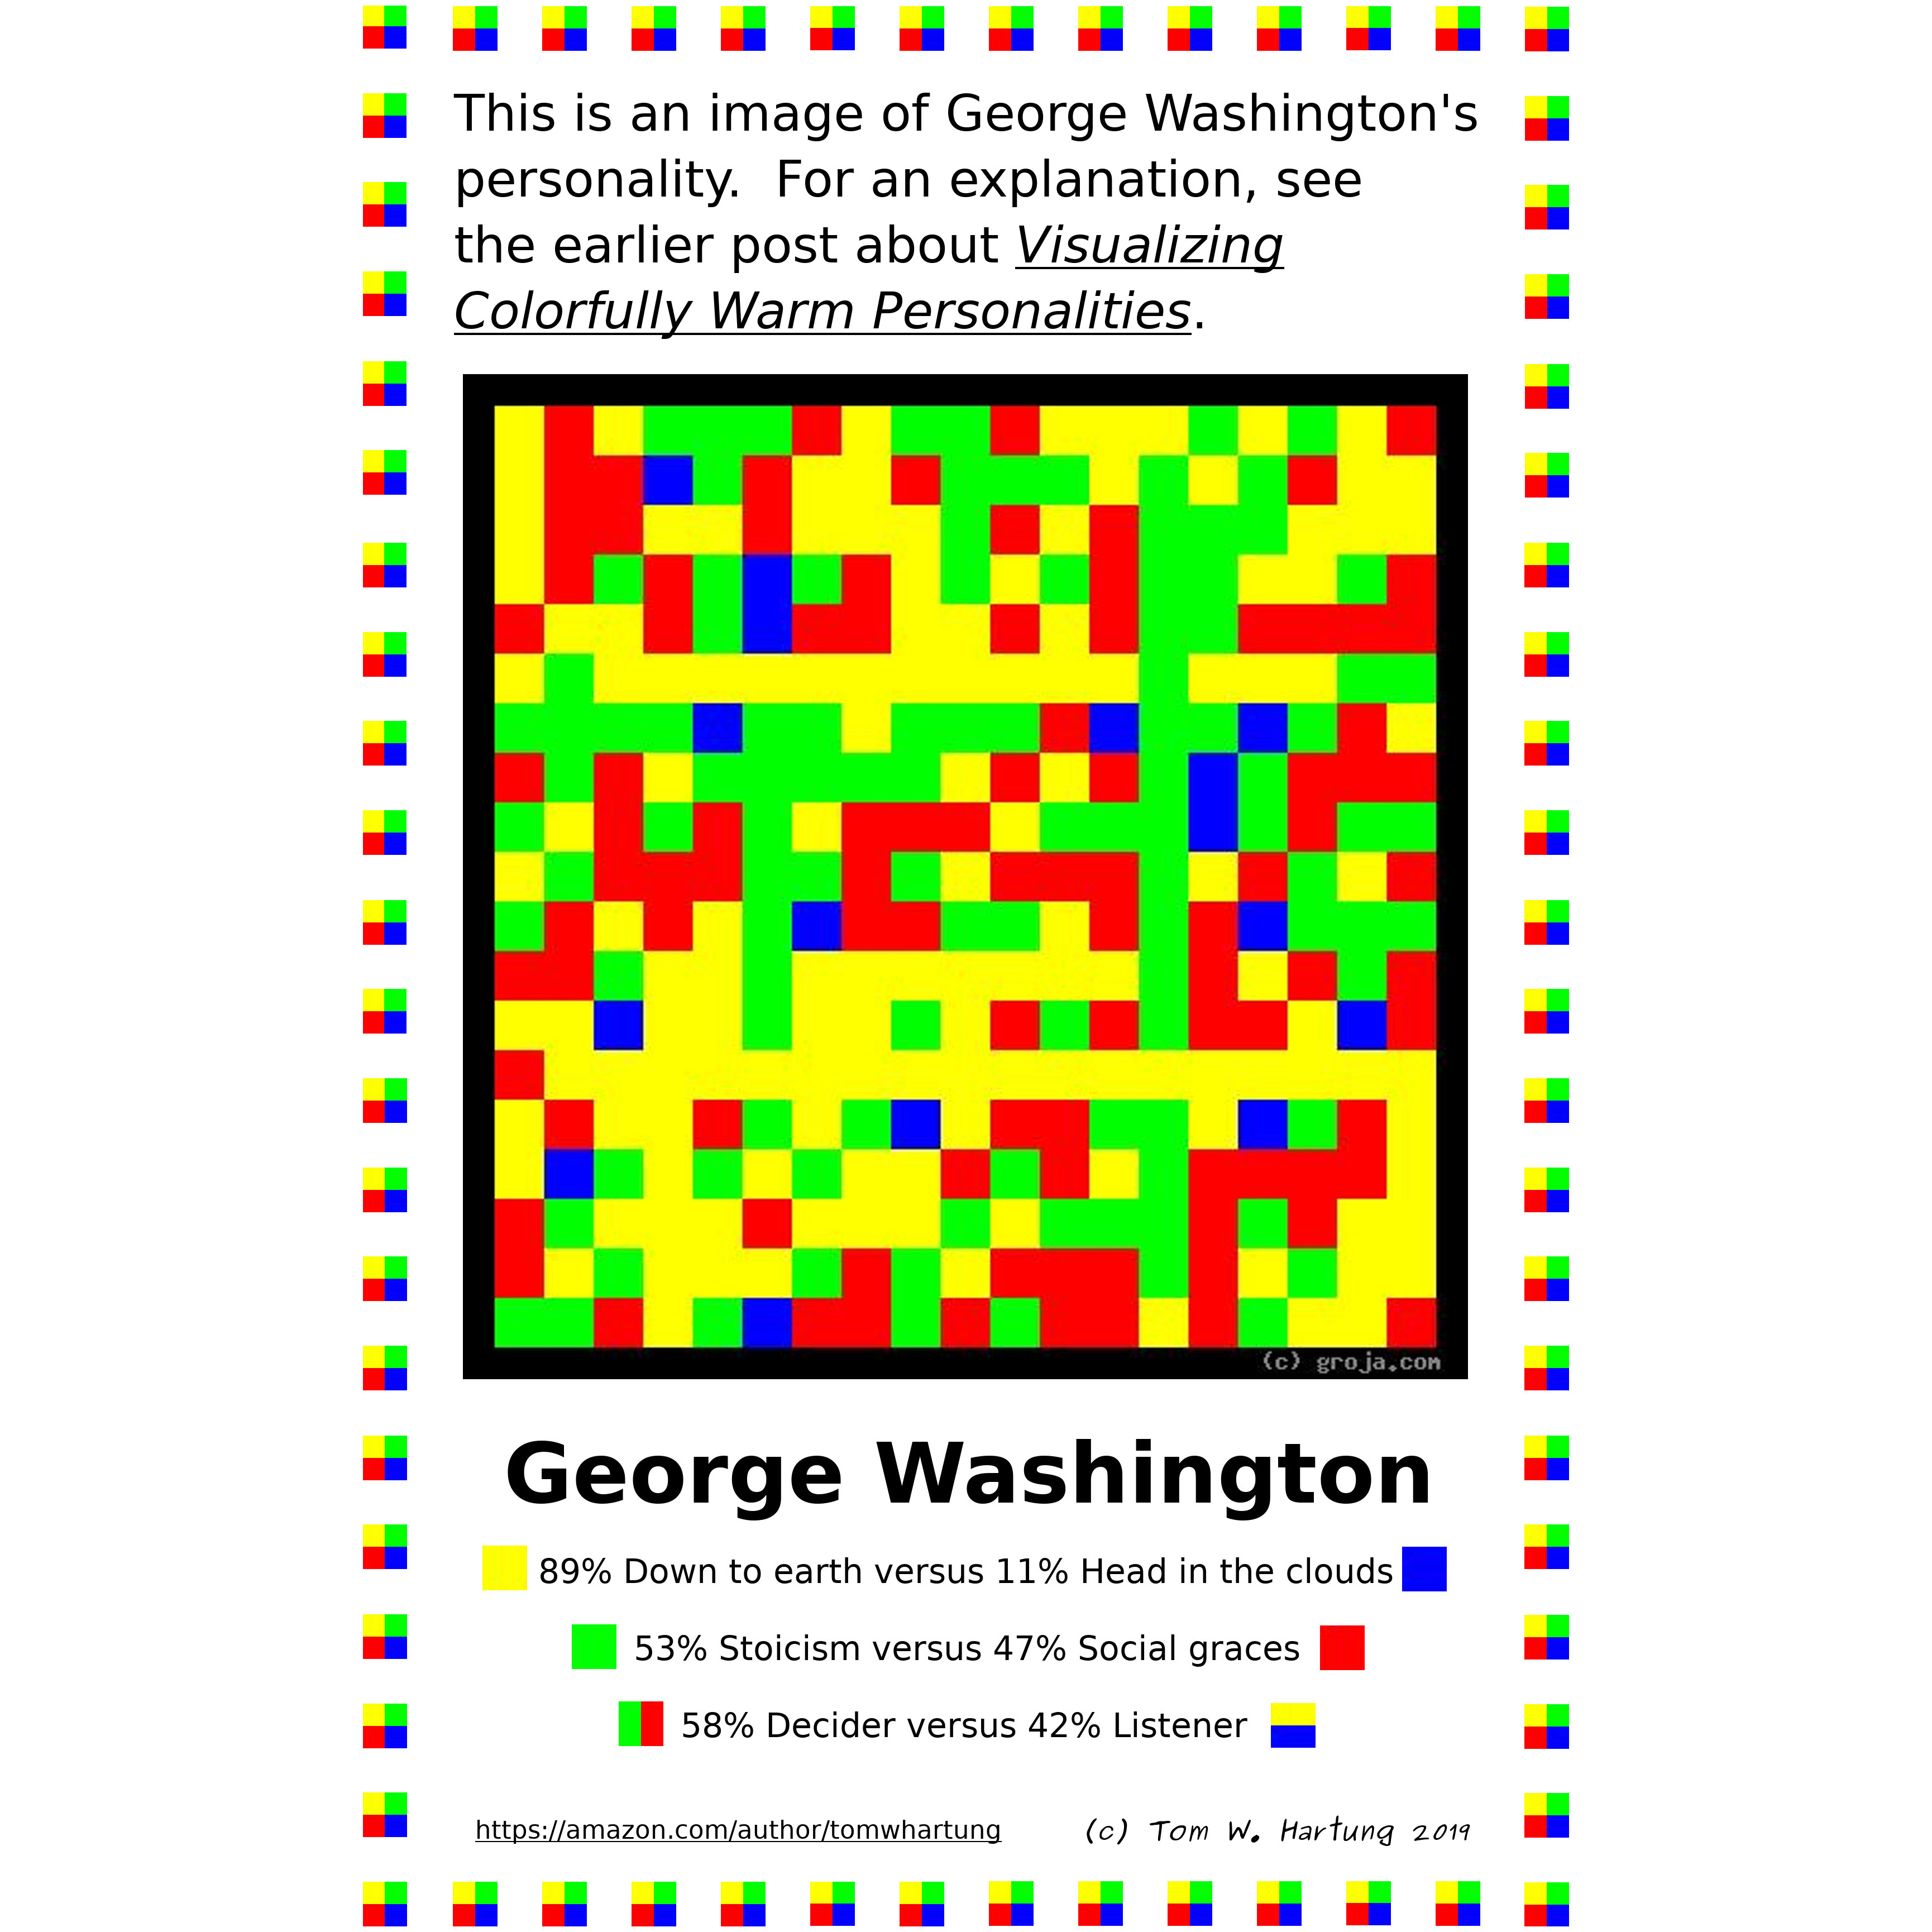 This is an image of George Washington's
personality.  For an explanation, see
the earlier post about Visualizing
Colorfully Warm Personalities.
(c) groja.com
George Washington
89% Down to earth versus 11% Head in the clouds
53% Stoicism versus 47% Social graces
58% Decider versus 42% Listener
https://amazon.com/author/tomwhartung (c) Tom W. Hartung 2019